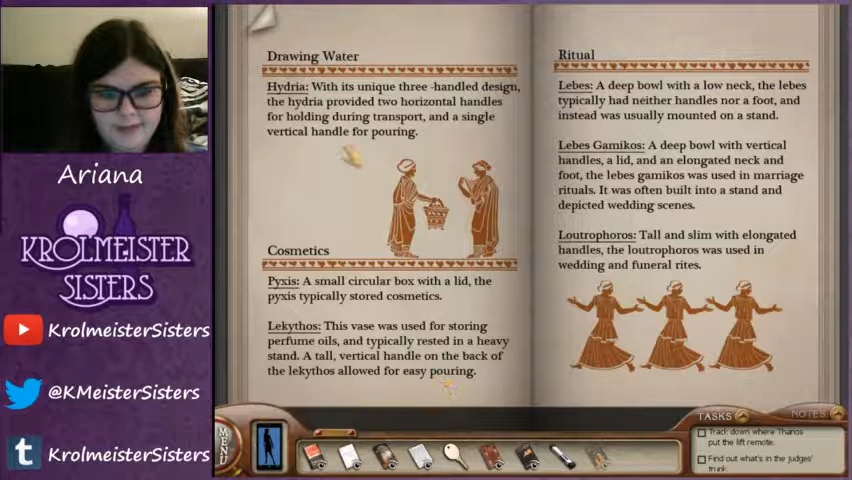 Ariana
KROLMEISTER
SISTERS
KrolmeisterSisters
@KMeisterSisters
KrolmeisterSisters
Drawing Water
Hydria: With its unique three -handled design,
the hydria provided two horizontal handles
for holding during transport, and a single
vertical handle for pouring.
Cosmetics
Pyxis: A small circular box with a lid, the
pyxis typically stored cosmetics.
Lekythos: This vase was used for storing
perfume oils, and typically rested in a heavy
stand. A tall, vertical handle on the back of
the lekythos allowed for easy pouring.
Ritual
Lebes: A deep bowl with a low neck, the lebes
typically had neither handles nor a foot, and
instead was usually mounted on a stand.
Lebes Gamikos: A deep bowl with vertical
handles, a lid, and an elongated neck and
foot, the lebes gamikos was used in marriage
rituals. It was often built into a stand and
depicted wedding scenes.
Loutrophoros: Tall and slim with elongated
handles, the loutrophoros was used in
wedding and funeral rites.
MENU
TASKS
NOTES
Track down where Thanos
put the lift remote.
Find out what's in the judges'
trunk.